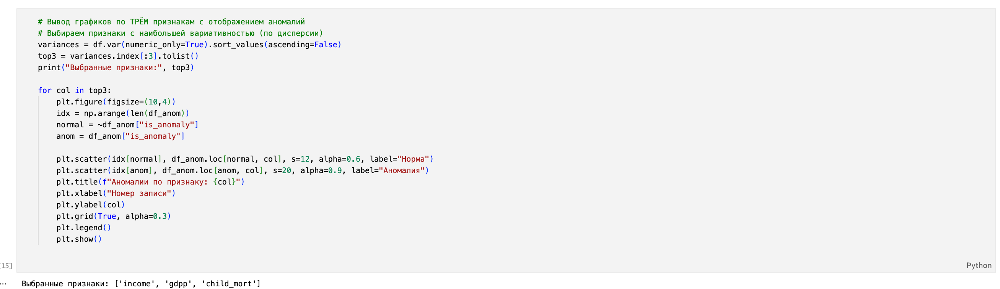 # Вывод графиков по ТРЁМ признакам с отображением аномалий
# Выбираем признаки с наибольшей вариативностью (по дисперсии)
variances = df.var(numeric_only=True).sort_values(ascending=False)
top3 = variances.index[:3].tolist()
print("Выбранные признаки:", top3)

for col in top3:
    plt.figure(figsize=(10,4))
    idx = np.arange(len(df_anom))
    normal = ~df_anom["is_anomaly"]
    anom = df_anom["is_anomaly"]

    plt.scatter(idx[normal], df_anom.loc[normal, col], s=12, alpha=0.6, label="Норма")
    plt.scatter(idx[anom], df_anom.loc[anom, col], s=20, alpha=0.9, label="Аномалия")
    plt.title(f"Аномалии по признаку: {col}")
    plt.xlabel("Номер записи")
    plt.ylabel(col)
    plt.grid(True, alpha=0.3)
    plt.legend()
    plt.show()
[15]
Python
... Выбранные признаки: ['income', 'gdpp', 'child_mort']